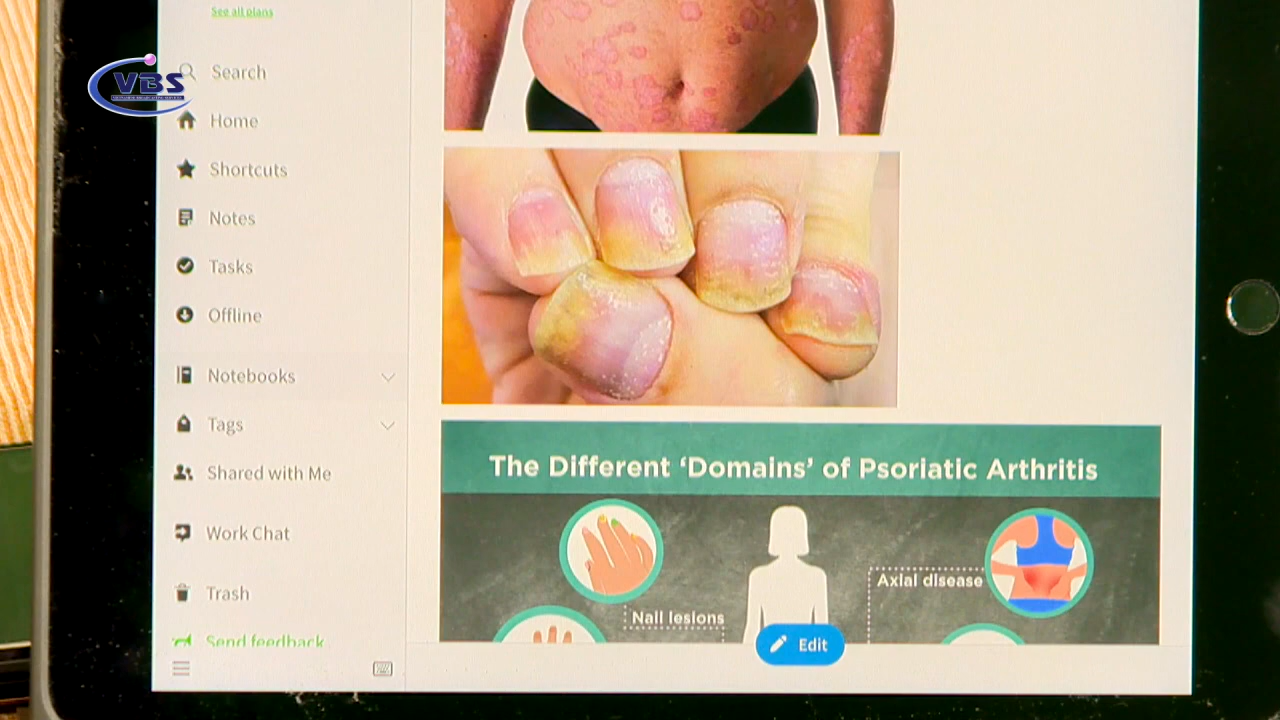 See all plans
VBS
Search
Home
Shortcuts
Notes
Tasks
Offline
Notebooks
Tags
Shared with Me
Work Chat
Trash
Send feedback
The Different ‘Domains’ of Psoriatic Arthritis
Nail lesions
Axial disease
Edit